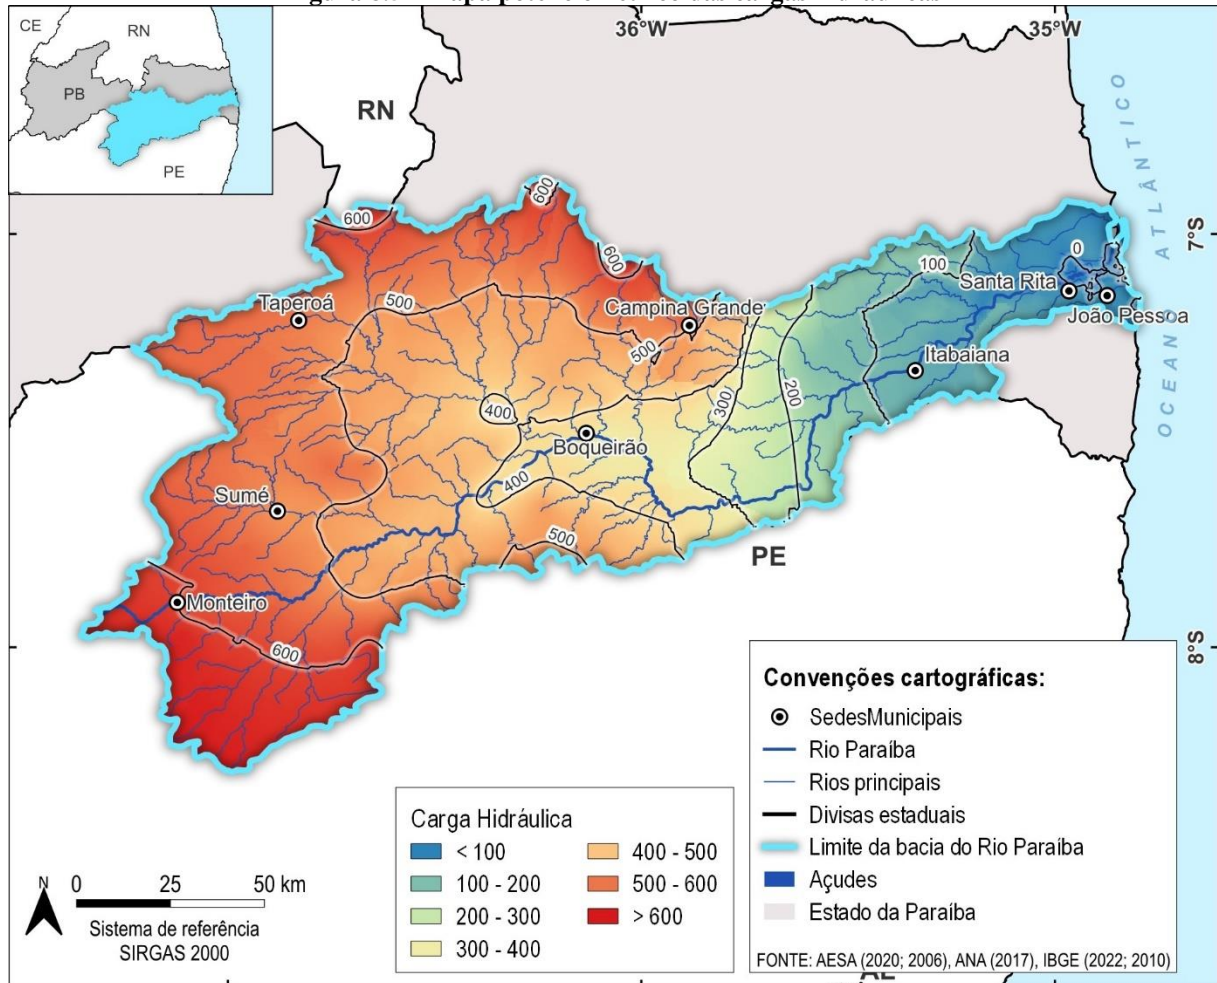 36°W
35°W
CE
RN
PB
PE
RN
OCEANO ATLÂNTICO
600
600
600
0
7°S
100
Santa Rita
João Pessoa
Taperoá
500
Campina Grande
500
Itabaiana
300
200
400
Boqueirão
400
Sumé
500
PE
Monteiro
600
8°S
Convenções cartográficas:
SedesMunicipais
Rio Paraíba
Rios principais
Divisas estaduais
Limite da bacia do Rio Paraíba
Açudes
Estado da Paraíba
FONTE: AESA (2020; 2006), ANA (2017), IBGE (2022; 2010)
Carga Hidráulica
< 100
100 - 200
200 - 300
300 - 400
400 - 500
500 - 600
> 600
N
0 25 50 km
Sistema de referência
SIRGAS 2000